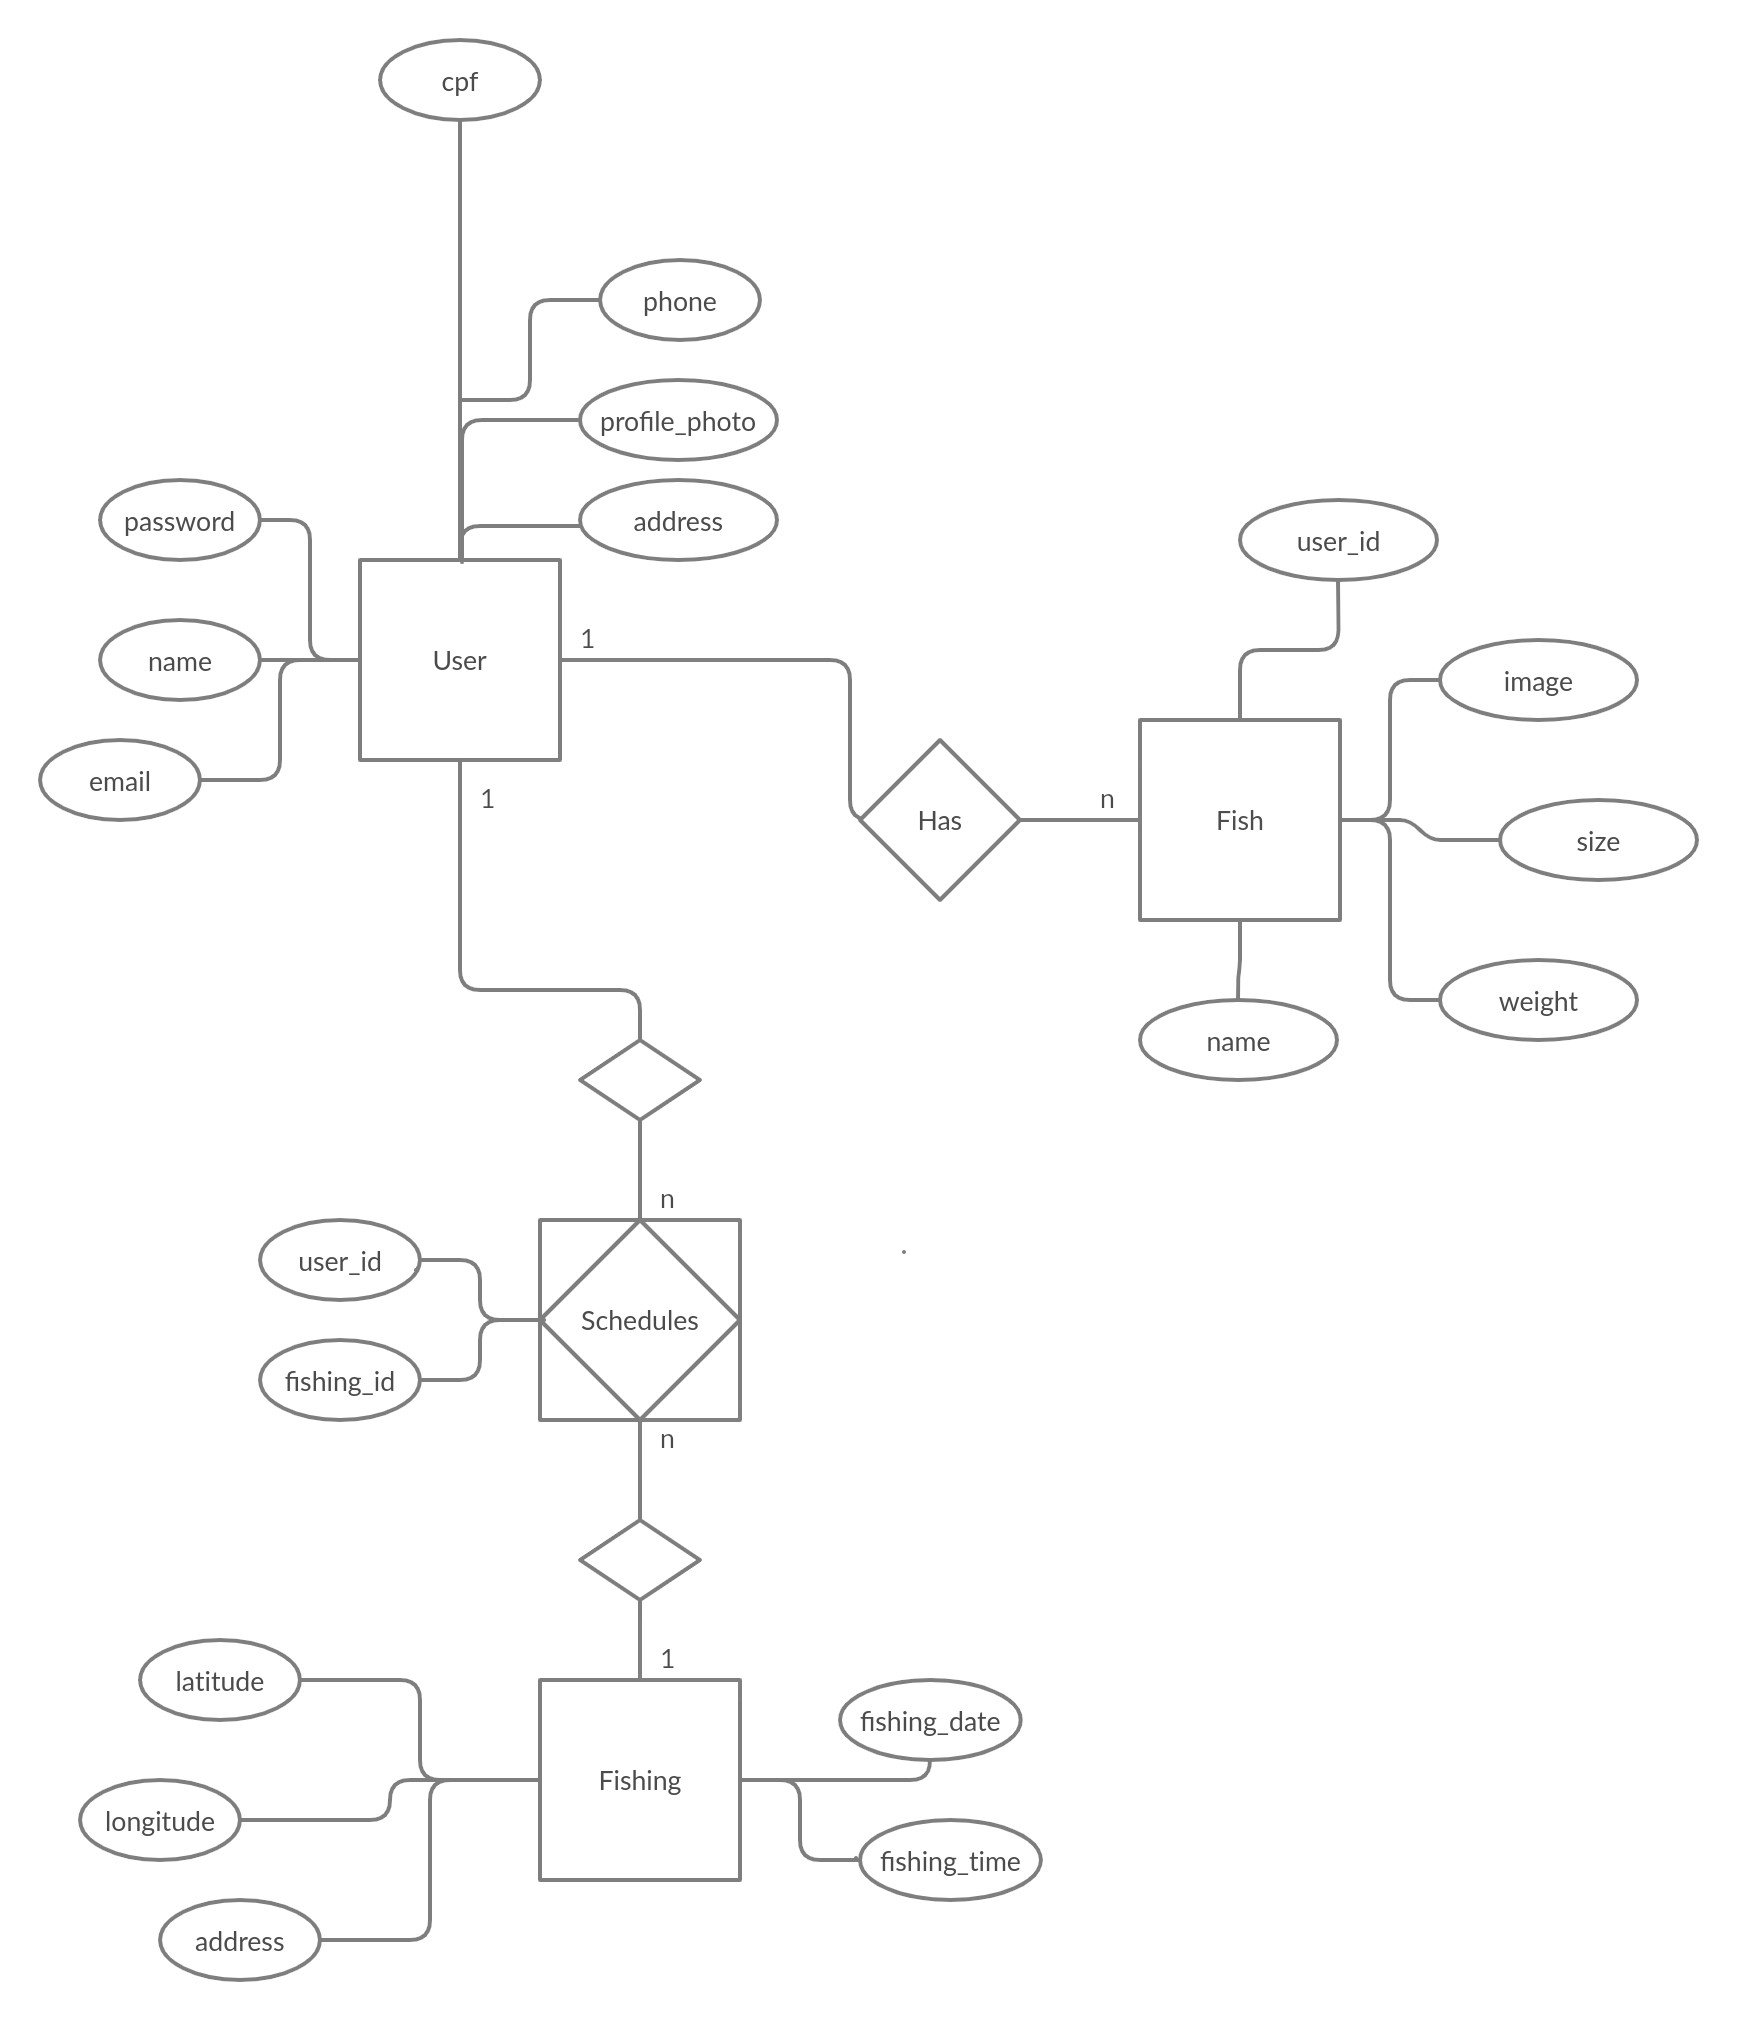 cpf
phone
profile_photo
address
password
name
email
User
1
1
Has
n
Fish
user_id
image
size
weight
name
n
user_id
fishing_id
Schedules
n
1
latitude
longitude
address
Fishing
fishing_date
fishing_time